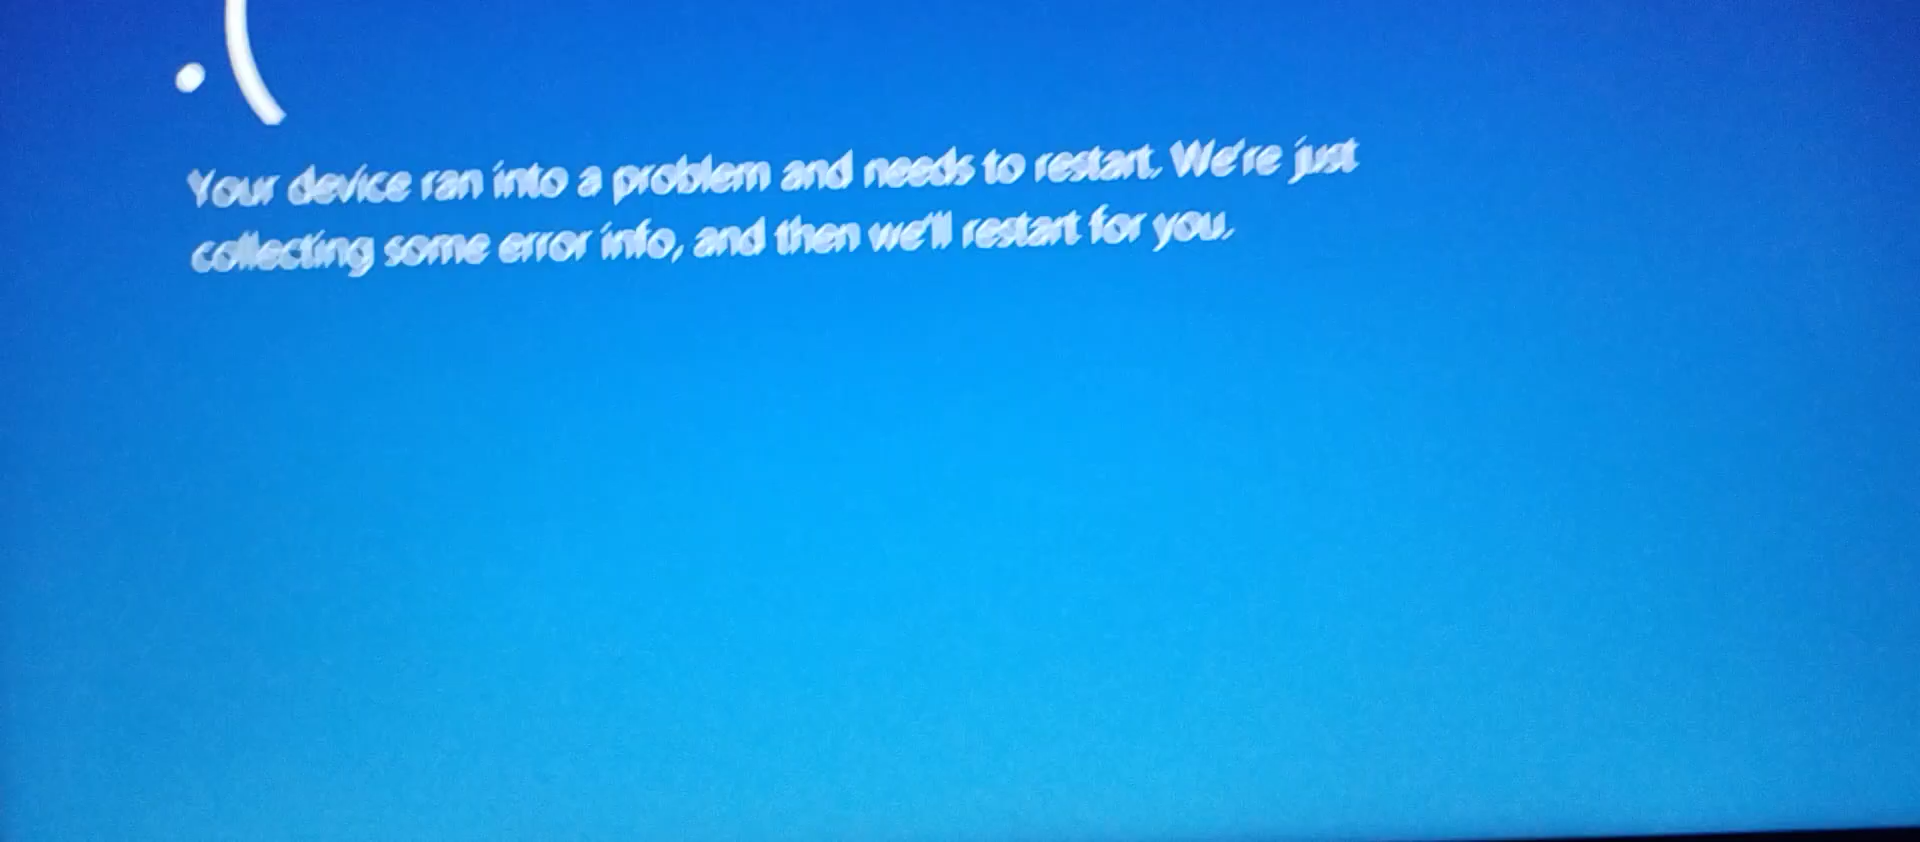 :(
Your device ran into a problem and needs to restart. We're just
collecting some error info, and then we'll restart for you.